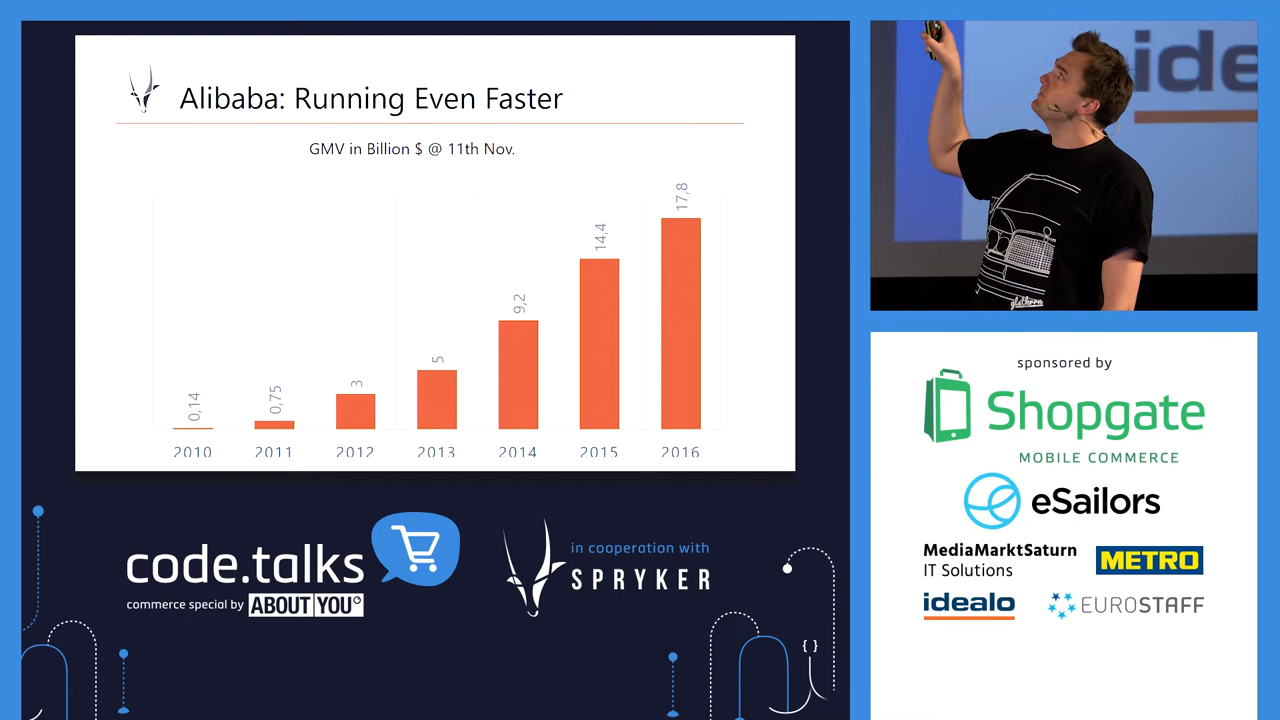 Alibaba: Running Even Faster
GMV in Billion $ @ 11th Nov.
0,14
0,75
3
5
9,2
14,4
17,8
2010
2011
2012
2013
2014
2015
2016
code.talks
commerce special by ABOUT YOU
in cooperation with
SPRYKER
{ }
ide
sponsored by
Shopgate
MOBILE COMMERCE
eSailors
MediaMarktSaturn
IT Solutions
METRO
idealo
EUROSTAFF